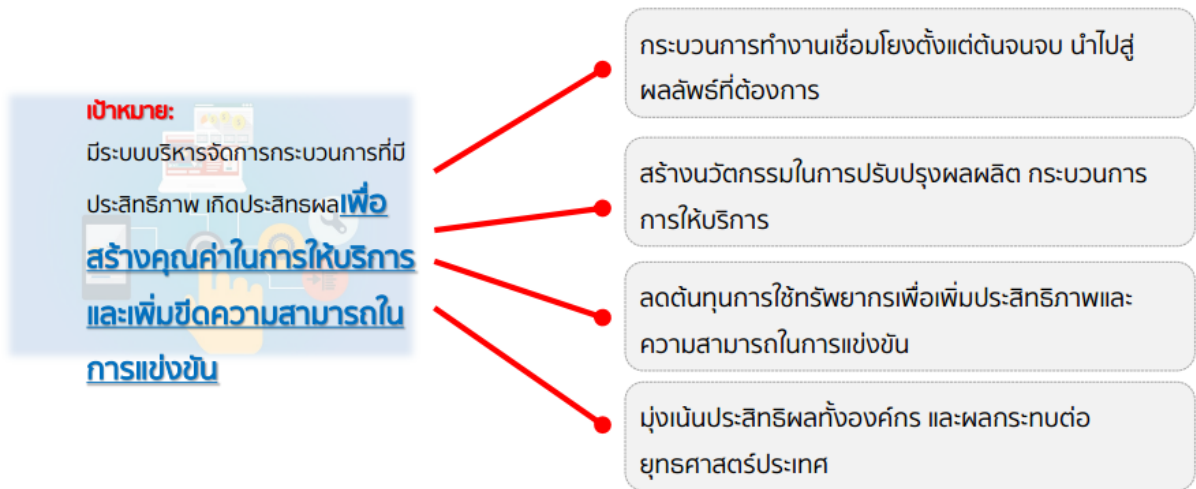 เป้าหมาย:
มีระบบบริหารจัดการกระบวนการที่มี
ประสิทธิภาพ เกิดประสิทธผลเพื่อ
สร้างคุณค่าในการให้บริการ
และเพิ่มขีดความสามารถใน
การแข่งขัน
กระบวนการทำงานเชื่อมโยงตั้งแต่ต้นจนจบ นำไปสู่
ผลลัพธ์ที่ต้องการ
สร้างนวัตกรรมในการปรับปรุงผลผลิต กระบวนการ
การให้บริการ
ลดต้นทุนการใช้ทรัพยากรเพื่อเพิ่มประสิทธิภาพและ
ความสามารถในการแข่งขัน
มุ่งเน้นประสิทธิผลทั้งองค์กร และผลกระทบต่อ
ยุทธศาสตร์ประเทศ